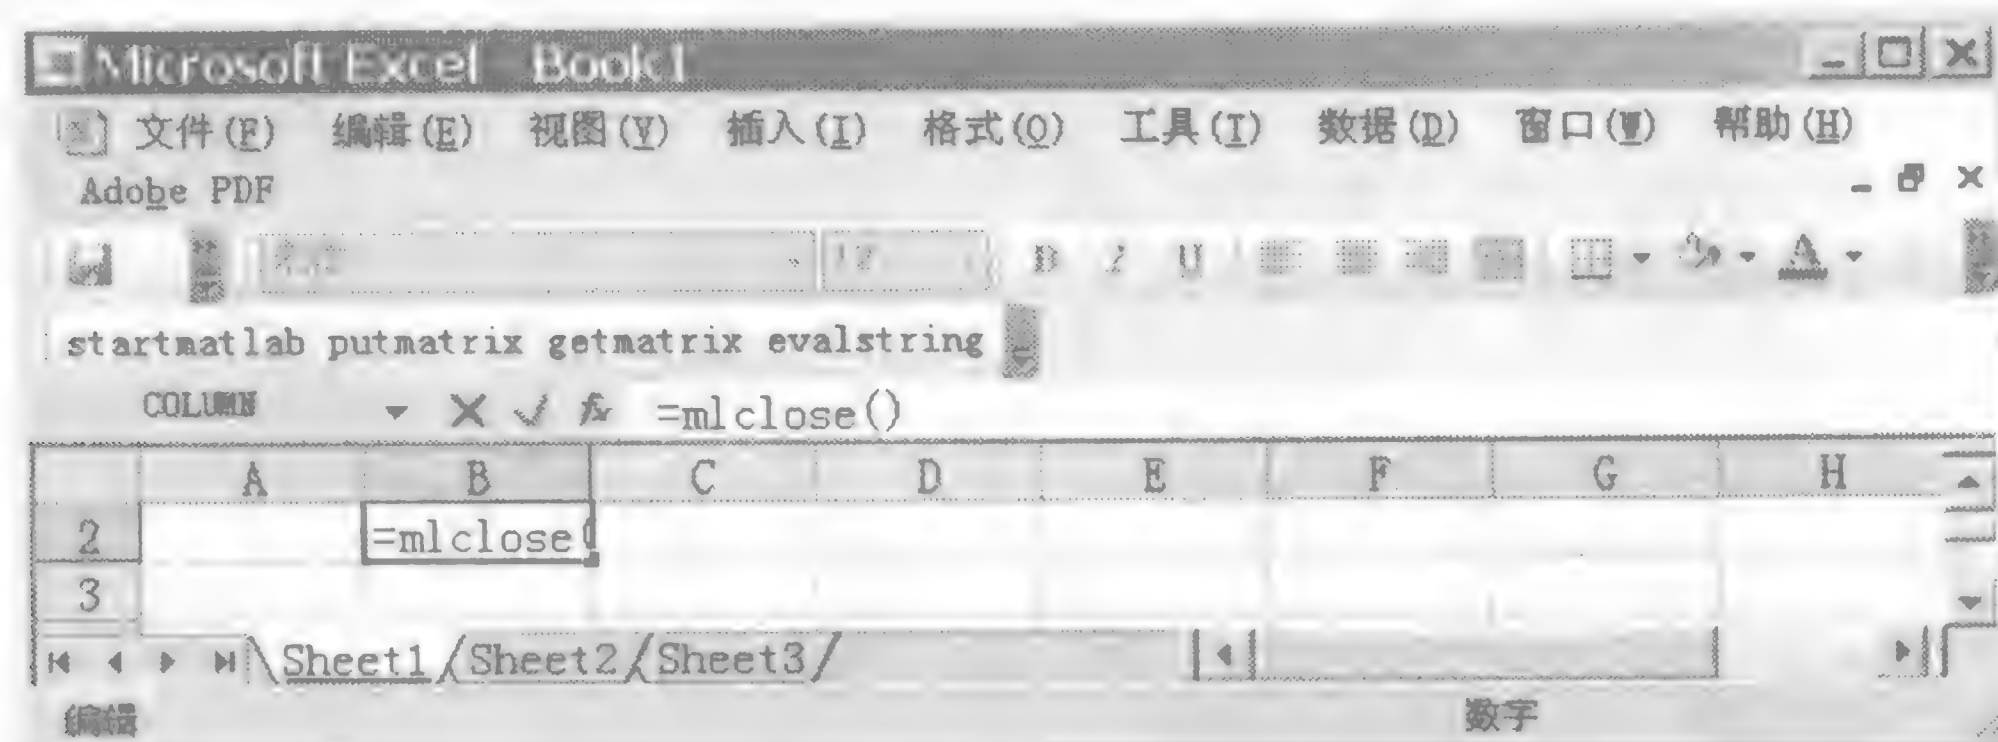 Microsoft Excel - Book1
文件(F) 编辑(E) 视图(V) 插入(I) 格式(O) 工具(T) 数据(D) 窗口(W) 帮助(H)
Adobe PDF
12 B I U A
startmatlab putmatrix getmatrix evalstring
COLUMN fx =mlclose()
A B C D E F G H
2 =mlclose(
3
Sheet1 Sheet2 Sheet3
编辑 数字